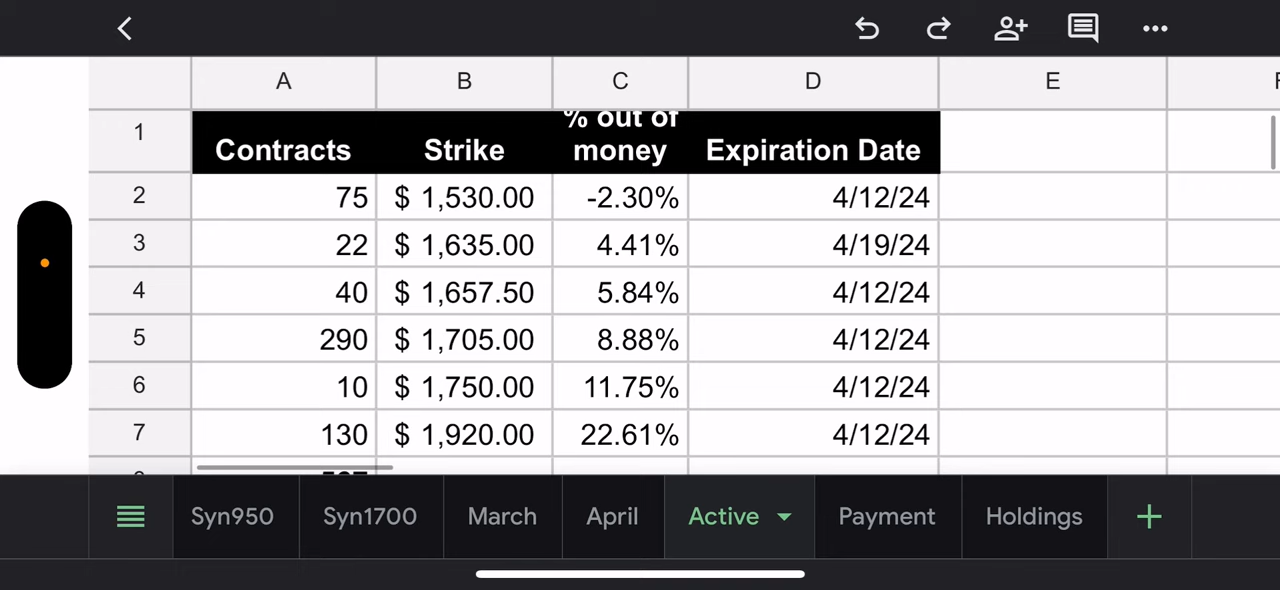 A B C D E
1 Contracts Strike % out of money Expiration Date
2 75 $ 1,530.00 -2.30% 4/12/24
3 22 $ 1,635.00 4.41% 4/19/24
4 40 $ 1,657.50 5.84% 4/12/24
5 290 $ 1,705.00 8.88% 4/12/24
6 10 $ 1,750.00 11.75% 4/12/24
7 130 $ 1,920.00 22.61% 4/12/24
Syn950 Syn1700 March April Active Payment Holdings